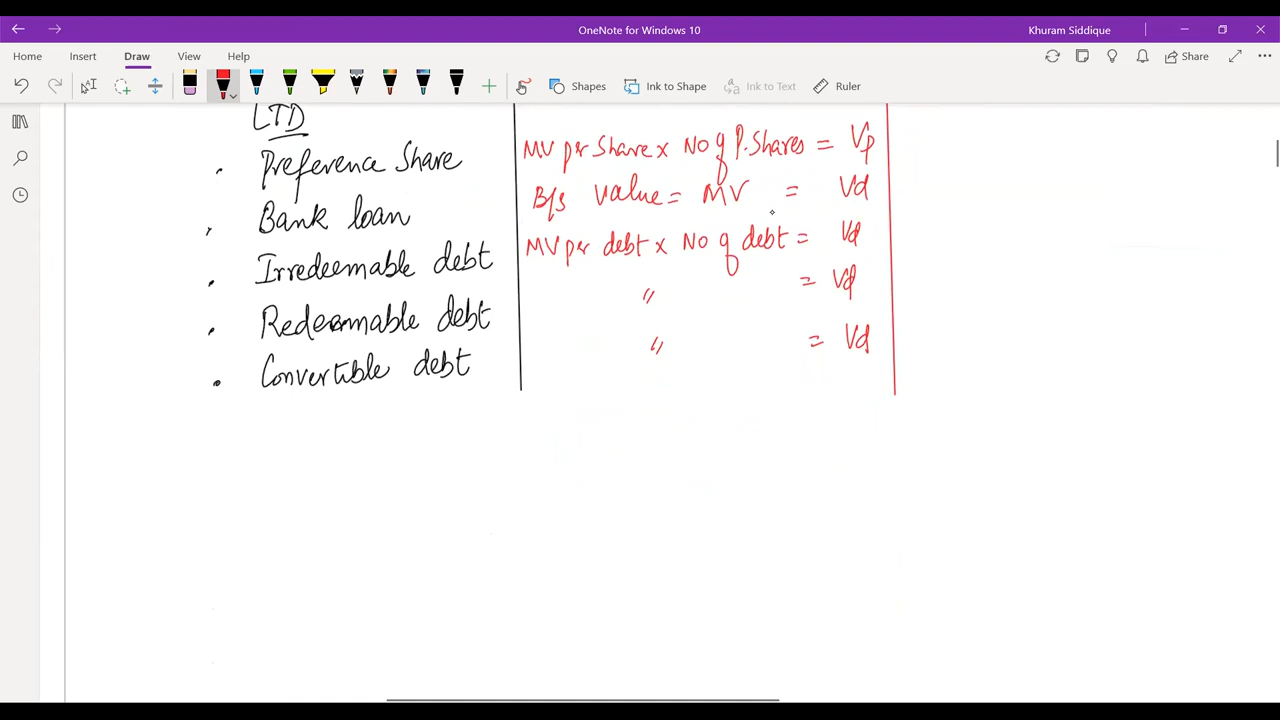 OneNote for Windows 10
Khuram Siddique
Home Insert Draw View Help
Share
Shapes Ink to Shape Ink to Text Ruler
LTD
. Preference Share MV per Share x No of P.Shares = Vp
. Bank loan B/s value = MV = Vd
. Irredeemable debt MV per debt x No of debt = Vd
. Redeemable debt " = Vd
. Convertible debt " = Vd